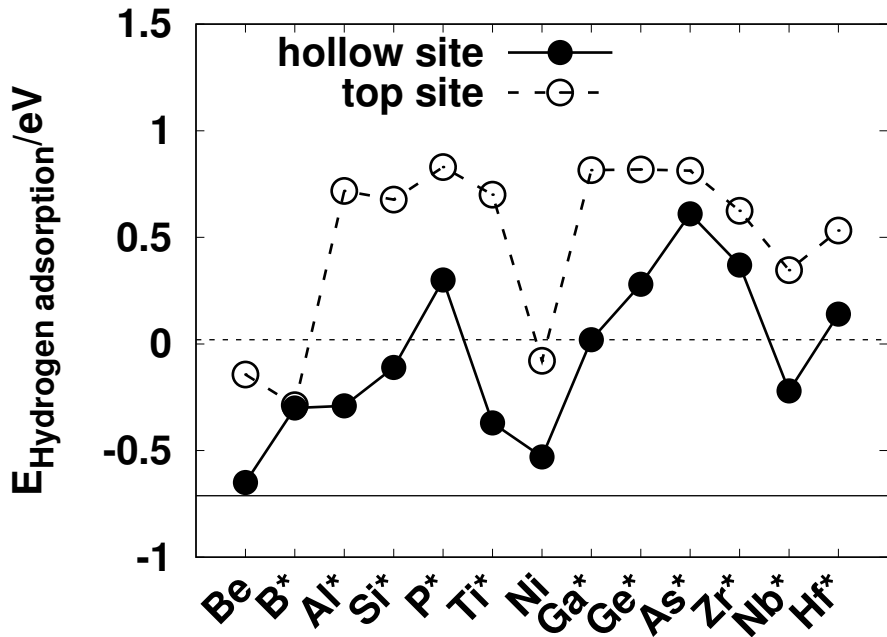 1.5
1
0.5
0
-0.5
-1
E_Hydrogen adsorption/eV
hollow site
top site
Be B* Al* Si* P* Ti* Ni Ga* Ge* As* Zr* Nb* Hf*